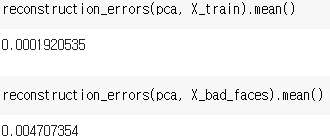 reconstruction_errors(pca, X_train).mean()
0.0001920535
reconstruction_errors(pca, X_bad_faces).mean()
0.004707354